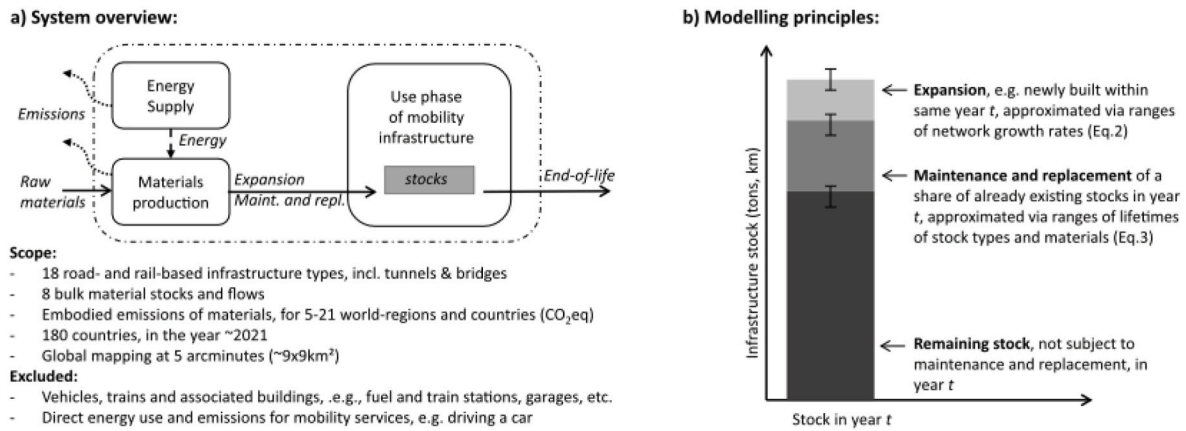 a) System overview:
Energy
Supply
Emissions
Energy
Raw
materials
Materials
production
Expansion
Maint. and repl.
Use phase
of mobility
infrastructure
stocks
End-of-life
Scope:
- 18 road- and rail-based infrastructure types, incl. tunnels & bridges
- 8 bulk material stocks and flows
- Embodied emissions of materials, for 5-21 world-regions and countries (CO₂eq)
- 180 countries, in the year ~2021
- Global mapping at 5 arcminutes (~9x9km²)
Excluded:
- Vehicles, trains and associated buildings, .e.g., fuel and train stations, garages, etc.
- Direct energy use and emissions for mobility services, e.g. driving a car
b) Modelling principles:
Infrastructure stock (tons, km)
Expansion, e.g. newly built within
same year t, approximated via ranges
of network growth rates (Eq.2)
Maintenance and replacement of a
share of already existing stocks in year
t, approximated via ranges of lifetimes
of stock types and materials (Eq.3)
Remaining stock, not subject to
maintenance and replacement, in
year t
Stock in year t